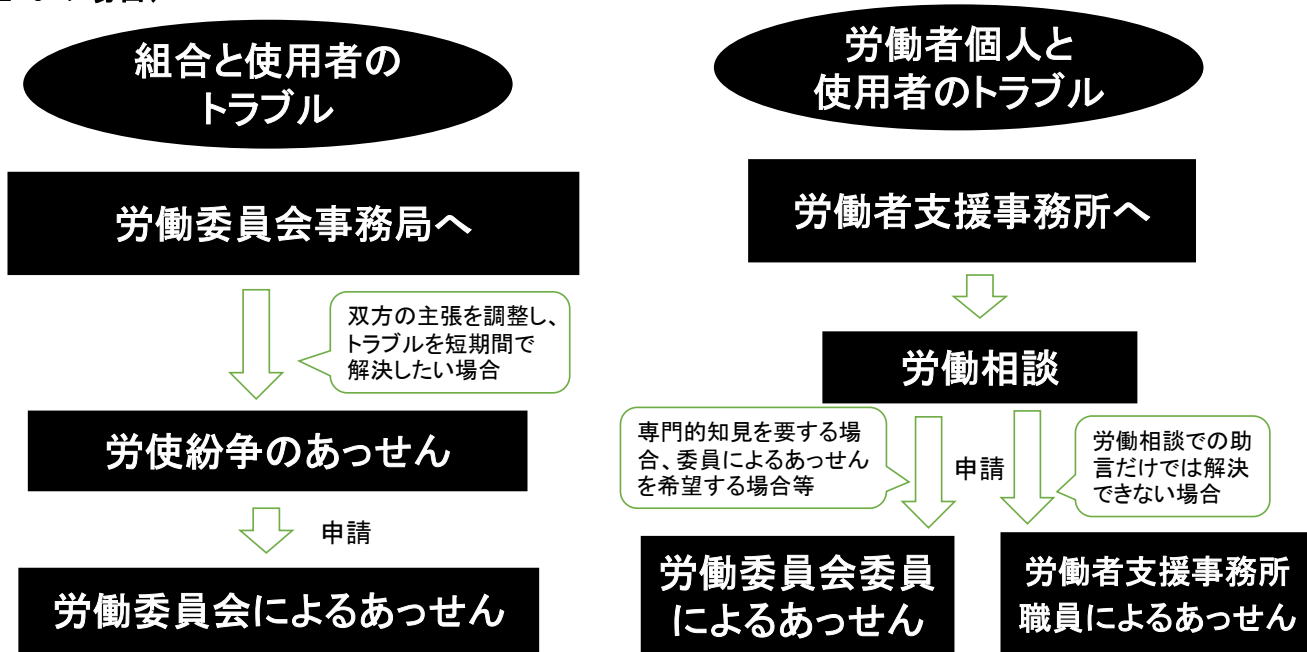 組合と使用者の
トラブル
労働委員会事務局へ
双方の主張を調整し、
トラブルを短期間で
解決したい場合
労使紛争のあっせん
申請
労働委員会によるあっせん
労働者個人と
使用者のトラブル
労働者支援事務所へ
労働相談
専門的知見を要する場
合、委員によるあっせん
を希望する場合等
申請
労働相談での助
言だけでは解決
できない場合
労働委員会委員
によるあっせん
労働者支援事務所
職員によるあっせん